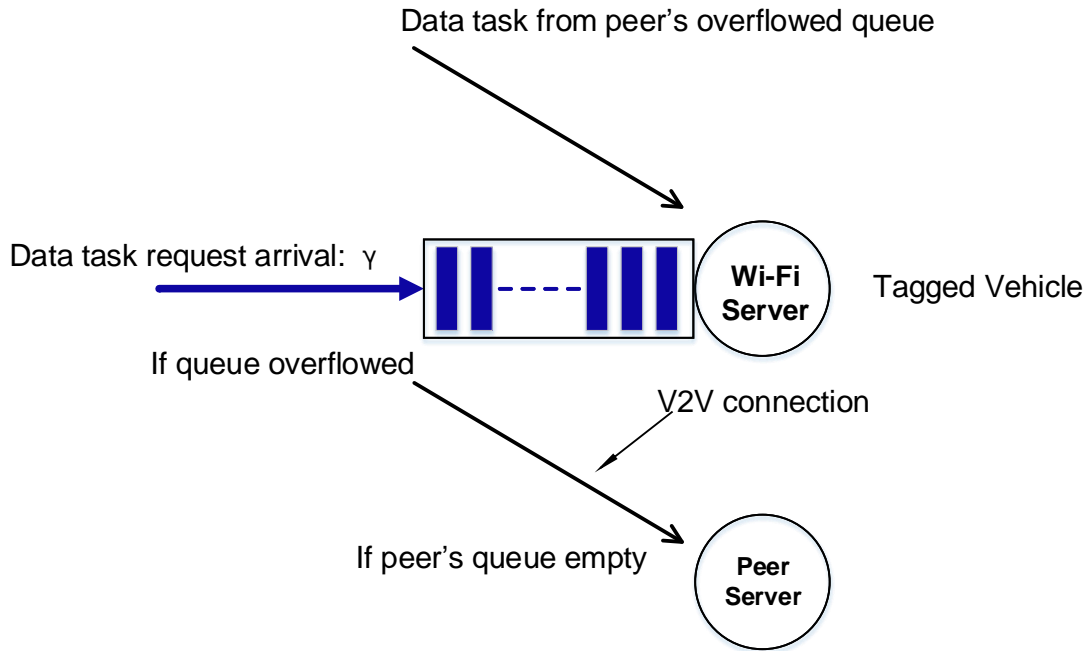 Data task from peer’s overflowed queue
Data task request arrival: γ
Wi-Fi
Server
Tagged Vehicle
If queue overflowed
V2V connection
If peer’s queue empty
Peer
Server